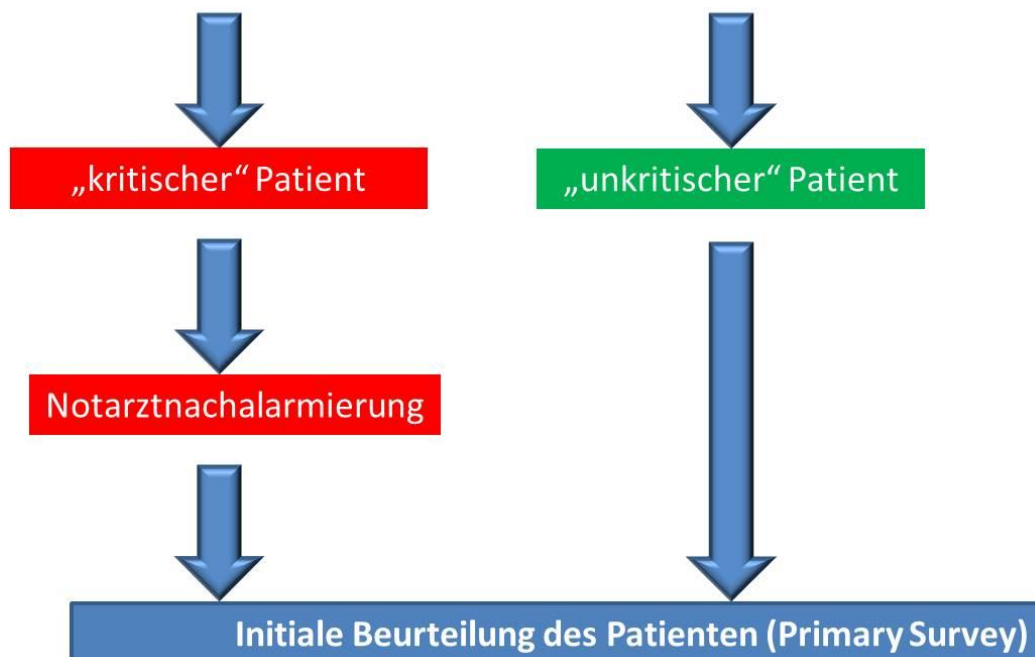 „kritischer“ Patient
„unkritischer“ Patient
Notarztnachalarmierung
Initiale Beurteilung des Patienten (Primary Survey)